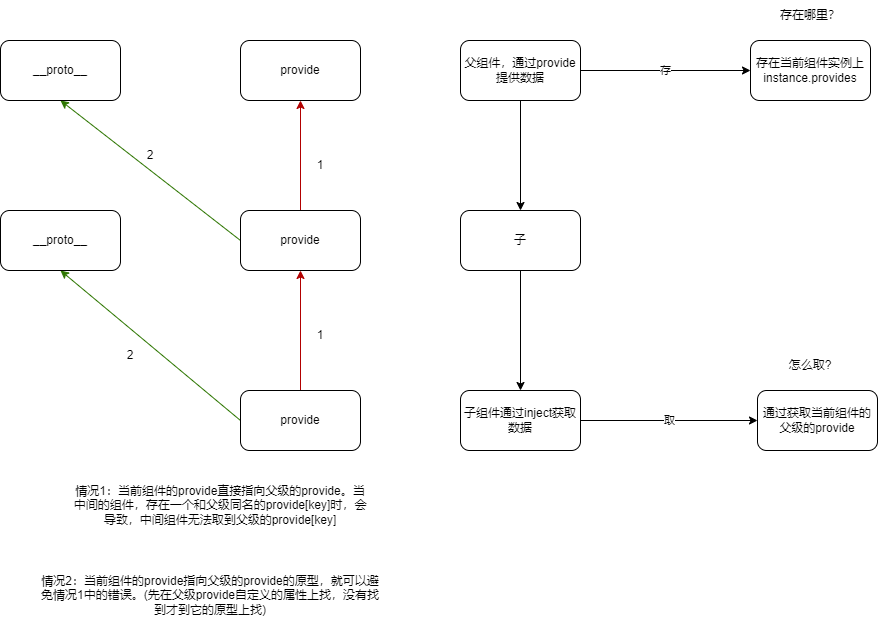 存在哪里?
__proto__
provide
父组件，通过provide
提供数据
存
存在当前组件实例上
instance.provides
2
1
__proto__
provide
子
2
1
怎么取?
provide
子组件通过inject获取
数据
取
通过获取当前组件的
父级的provide
情况1：当前组件的provide直接指向父级的provide。当
中间的组件，存在一个和父级同名的provide[key]时，会
导致，中间组件无法取到父级的provide[key]
情况2：当前组件的provide指向父级的provide的原型，就可以避
免情况1中的错误。(先在父级provide自定义的属性上找，没有找
到才到它的原型上找)